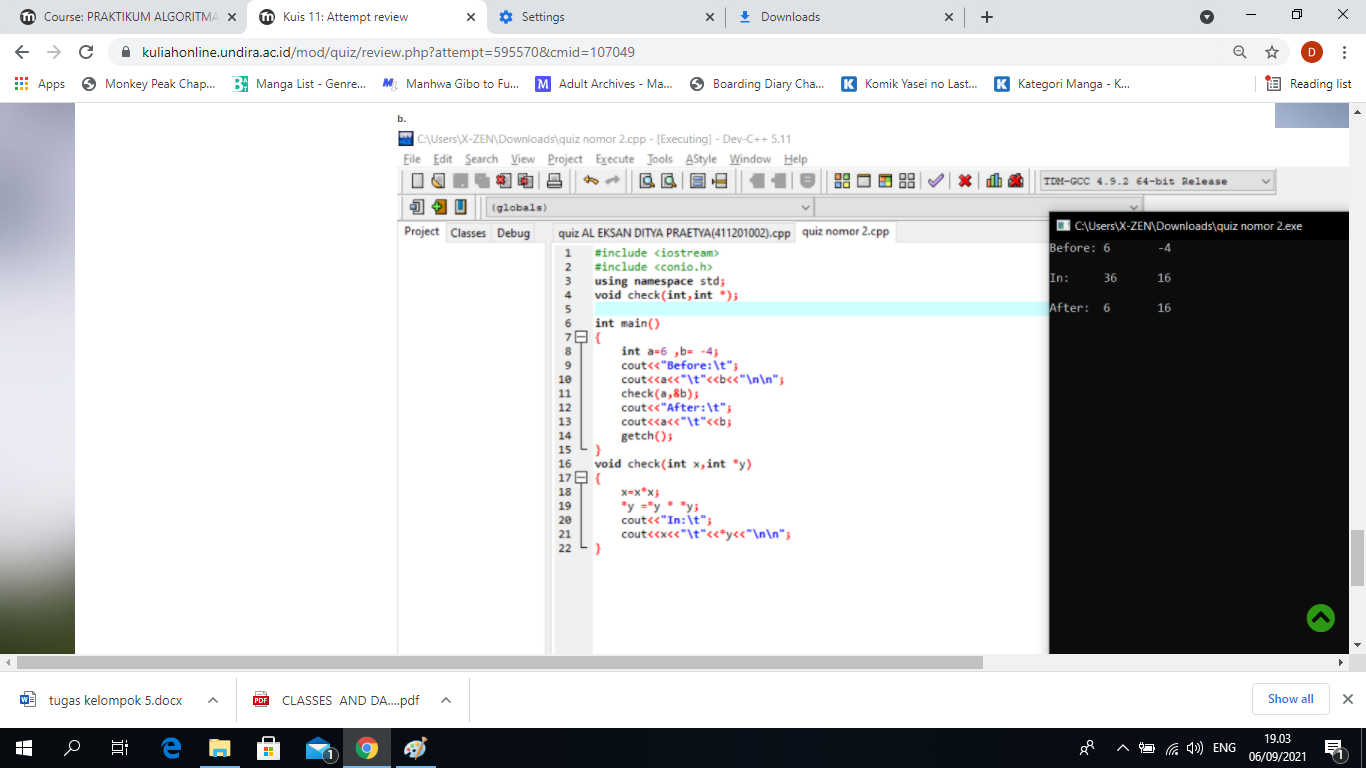 Course: PRAKTIKUM ALGORITMA
Kuis 11: Attempt review
Settings
Downloads
kuliahonline.undira.ac.id/mod/quiz/review.php?attempt=595570&cmid=107049
D
Apps
Monkey Peak Chap...
Manga List - Genre...
Manhwa Gibo to Fu...
Adult Archives - Ma...
Boarding Diary Cha...
Komik Yasei no Last...
Kategori Manga - K...
Reading list
b.
C:\Users\X-ZEN\Downloads\quiz nomor 2.cpp - [Executing] - Dev-C++ 5.11
File Edit Search View Project Execute Tools AStyle Window Help
TDM-GCC 4.9.2 64-bit Release
(globals)
Project Classes Debug
quiz AL EKSAN DITYA PRAETYA(411201002).cpp quiz nomor 2.cpp
1 #include <iostream>
2 #include <conio.h>
3 using namespace std;
4 void check(int,int *);
5
6 int main()
7 {
8 int a=6 ,b= -4;
9 cout<<"Before:\t";
10 cout<<a<<"\t"<<b<<"\n\n";
11 check(a,&b);
12 cout<<"After:\t";
13 cout<<a<<"\t"<<b;
14 getch();
15 }
16 void check(int x,int *y)
17 {
18 x=x*x;
19 *y =*y * *y;
20 cout<<"In:\t";
21 cout<<x<<"\t"<<*y<<"\n\n";
22 }
C:\Users\X-ZEN\Downloads\quiz nomor 2.exe
Before: 6 -4
In: 36 16
After: 6 16
tugas kelompok 5.docx
CLASSES AND DA....pdf
Show all
1
ENG
19.03
06/09/2021
1